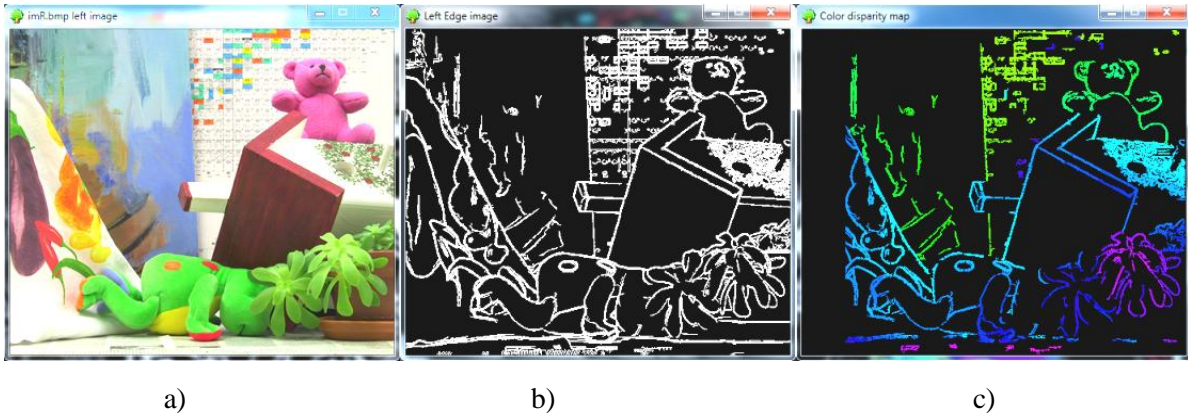 imR.bmp left image
Left Edge image
Color disparity map
Y
a)
b)
c)